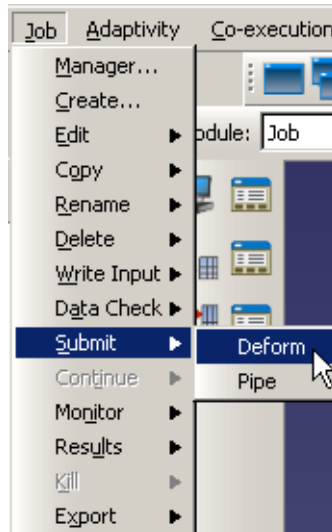 Job Adaptivity Co-execution
Manager...
Create...
Edit
odule: Job
Copy
Rename
Delete
Write Input
Data Check
Submit
Deform
Continue
Pipe
Monitor
Results
Kill
Export